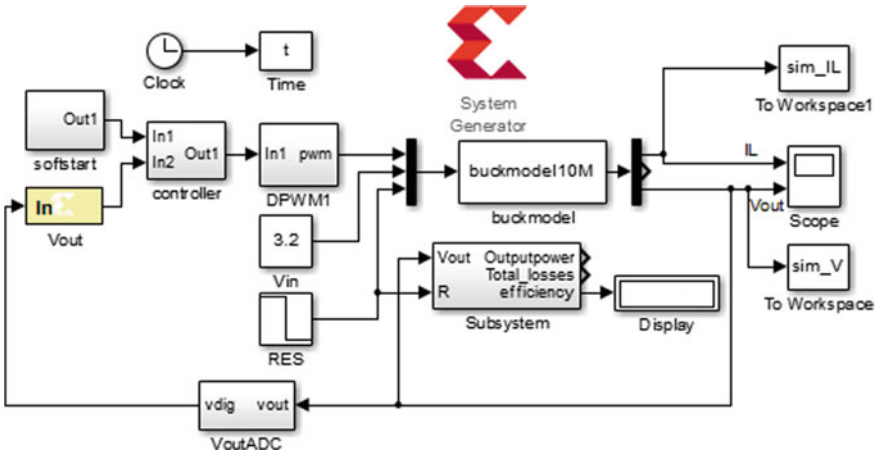 t
Clock
Time
System
Generator
sim_IL
To Workspace1
Out1
softstart
In1
In2
Out1
controller
In1 pwm
DPWM1
buckmodel10M
buckmodel
IL
Vout
Scope
In
Vout
3.2
Vin
Vout Outputpower
Total_losses
R efficiency
Subsystem
Display
sim_V
To Workspace
RES
vdig vout
VoutADC